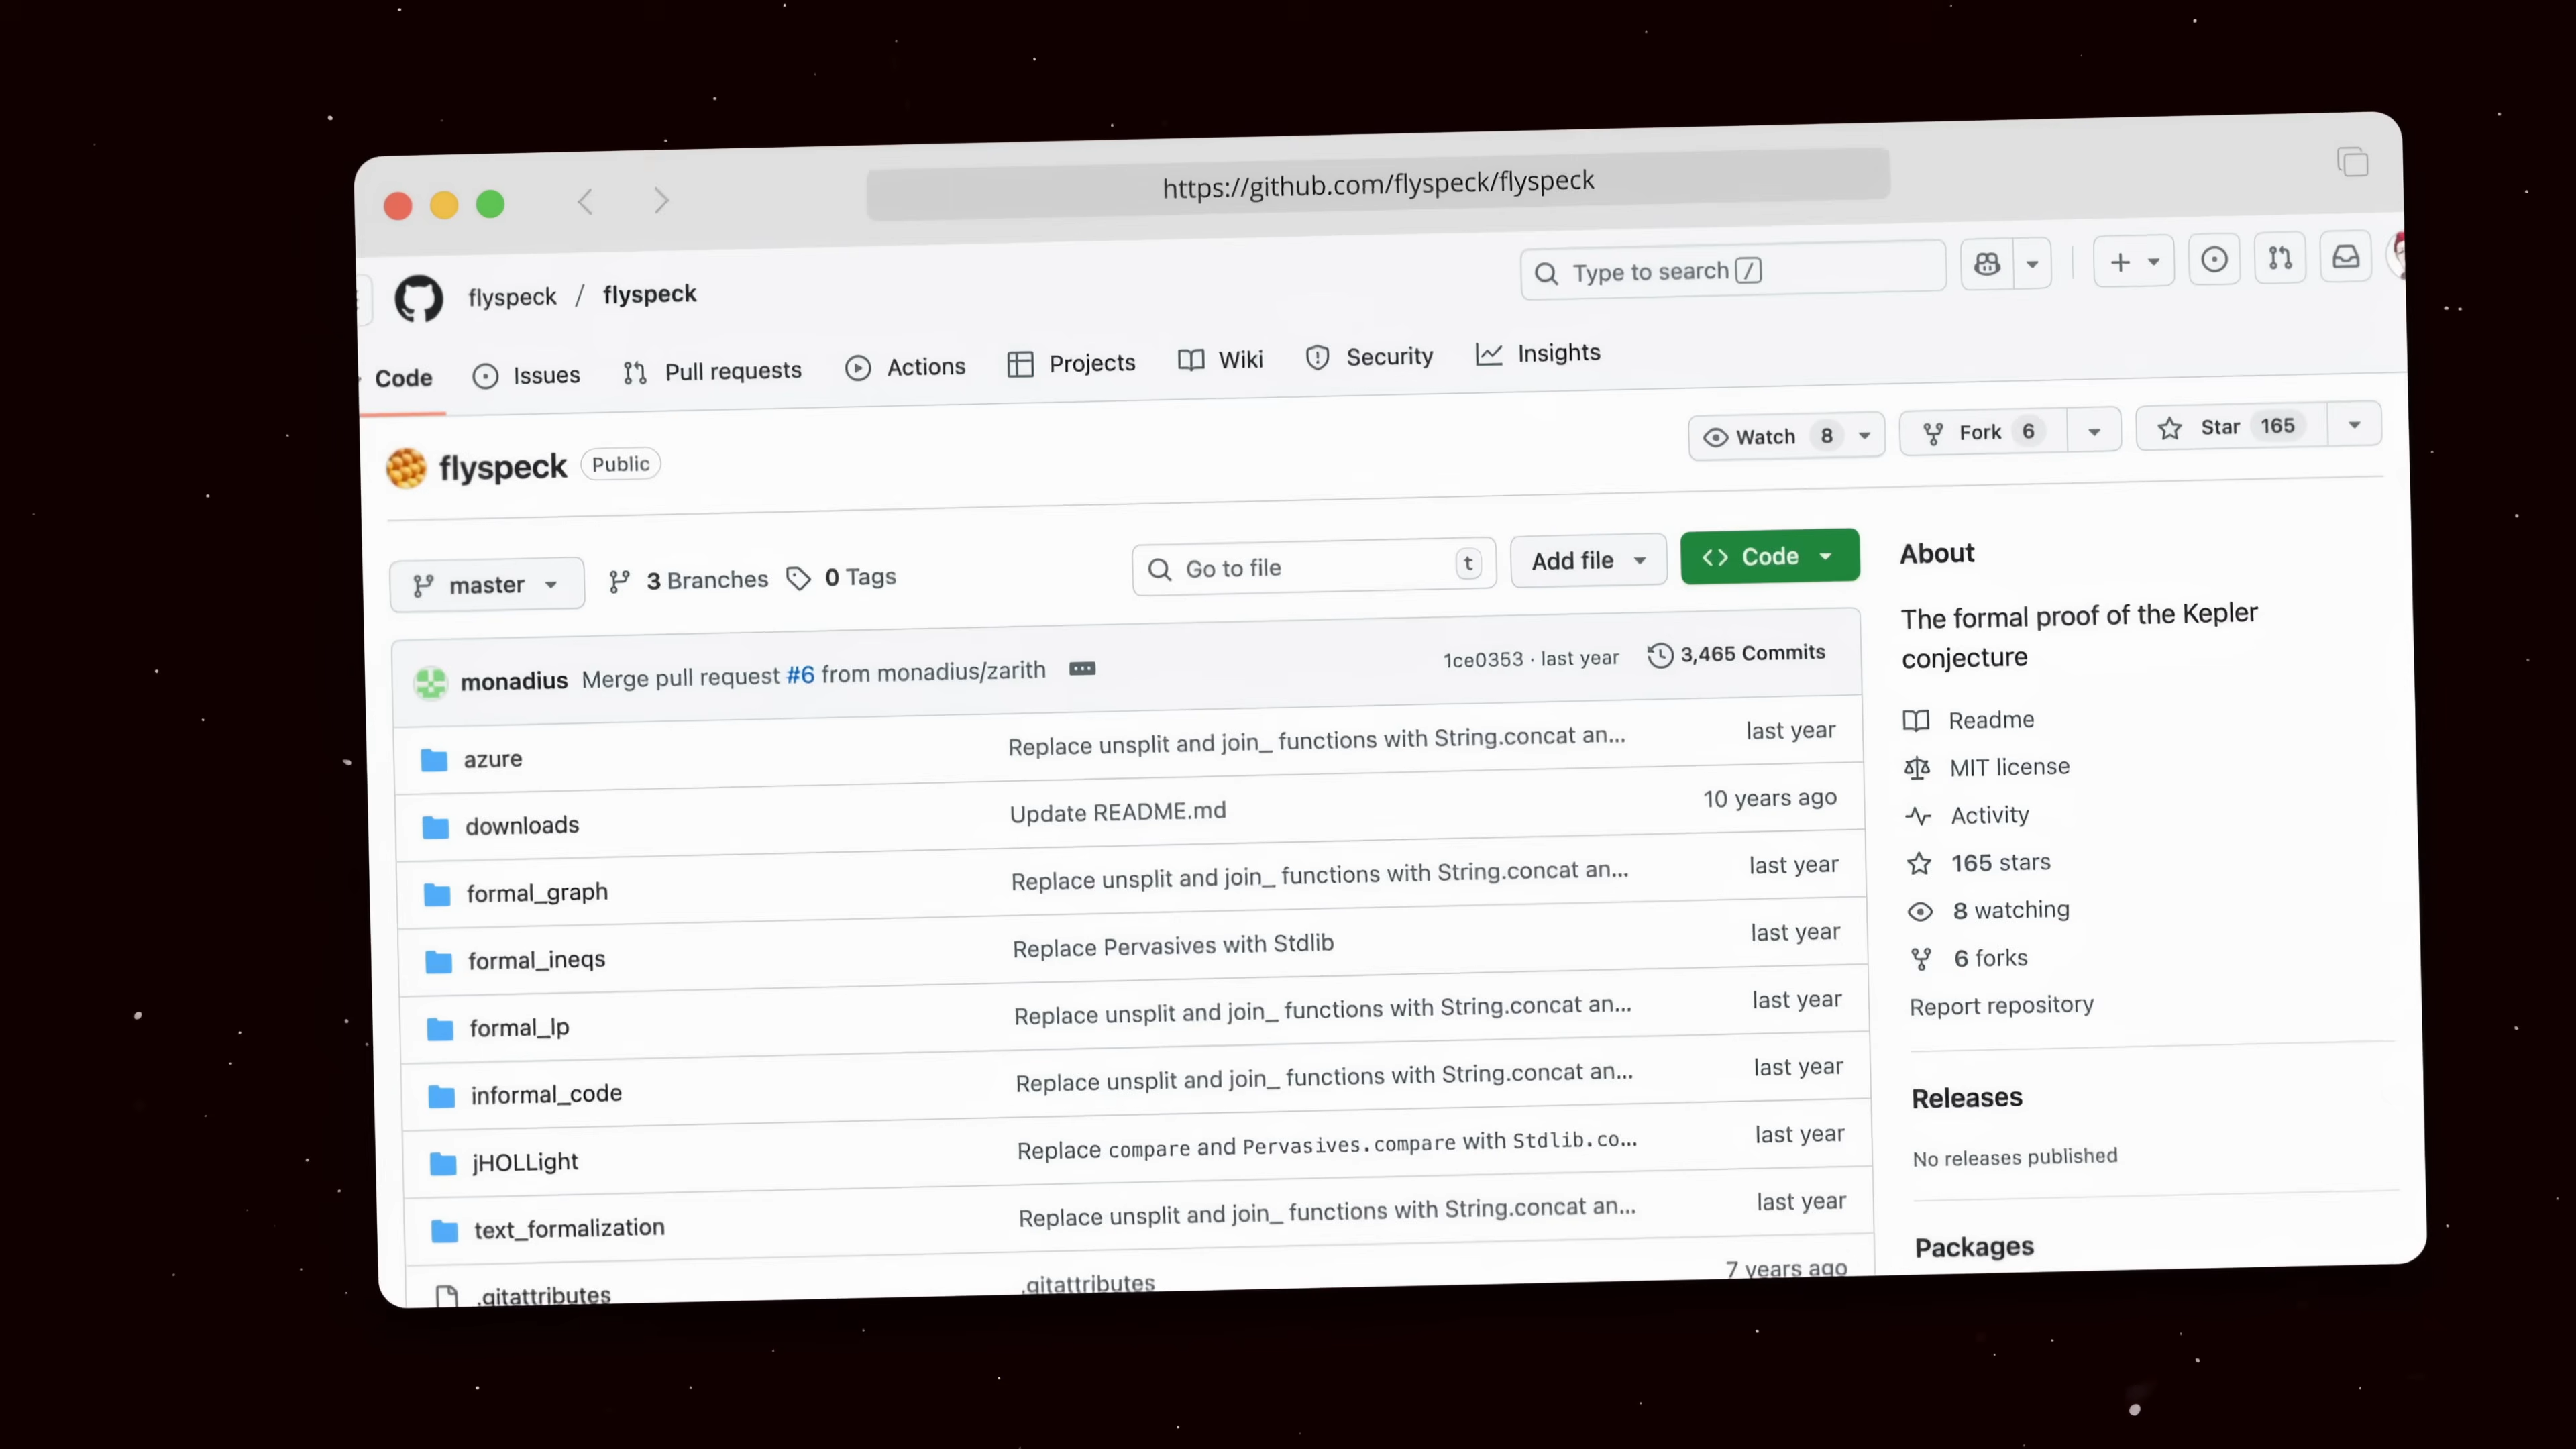 https://github.com/flyspeck/flyspeck
flyspeck / flyspeck
Type to search /
Code Issues Pull requests Actions Projects Wiki Security Insights
flyspeck Public
Watch 8 Fork 6 Star 165
master 3 Branches 0 Tags
Go to file t Add file Code
monadius Merge pull request #6 from monadius/zarith ... 1ce0353 · last year 3,465 Commits
azure Replace unsplit and join_ functions with String.concat an... last year
downloads Update README.md 10 years ago
formal_graph Replace unsplit and join_ functions with String.concat an... last year
formal_ineqs Replace Pervasives with Stdlib last year
formal_lp Replace unsplit and join_ functions with String.concat an... last year
informal_code Replace unsplit and join_ functions with String.concat an... last year
jHOLLight Replace compare and Pervasives.compare with Stdlib.co... last year
text_formalization Replace unsplit and join_ functions with String.concat an... last year
.gitattributes .gitattributes 7 years ago
About
The formal proof of the Kepler
conjecture
Readme
MIT license
Activity
165 stars
8 watching
6 forks
Report repository
Releases
No releases published
Packages